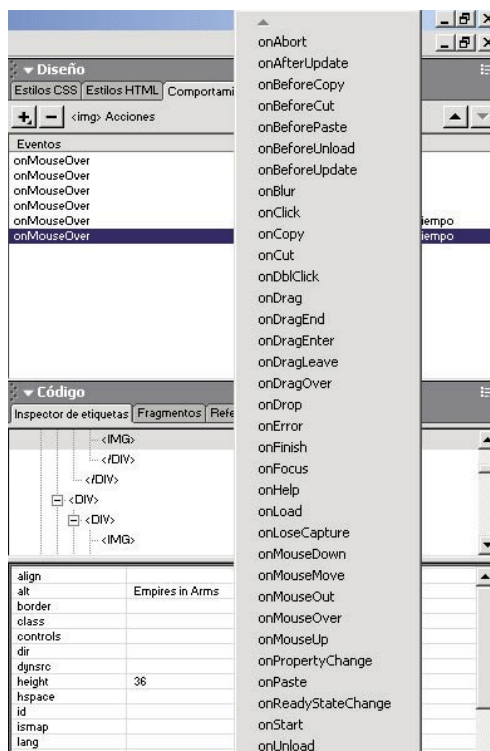 Diseño
Estilos CSS Estilos HTML Comportami
<img> Acciones
Eventos
onMouseOver
onMouseOver
onMouseOver
onMouseOver
onMouseOver iempo
onMouseOver iempo
Código
Inspector de etiquetas Fragmentos Refe
<IMG>
</DIV>
</DIV>
<DIV>
<DIV>
<IMG>
align
alt Empires in Arms
border
class
controls
dir
dynsrc
height 36
hspace
id
ismap
lang
onAbort
onAfterUpdate
onBeforeCopy
onBeforeCut
onBeforePaste
onBeforeUnload
onBeforeUpdate
onBlur
onClick
onCopy
onCut
onDblClick
onDrag
onDragEnd
onDragEnter
onDragLeave
onDragOver
onDrop
onError
onFinish
onFocus
onHelp
onLoad
onLoseCapture
onMouseDown
onMouseMove
onMouseOut
onMouseOver
onMouseUp
onPropertyChange
onPaste
onReadyStateChange
onStart
onUnload